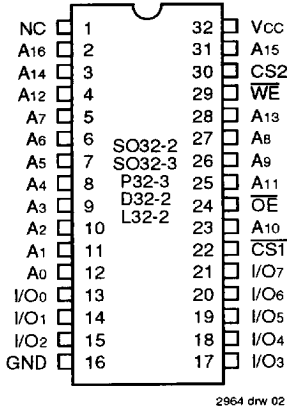 NC 1 32 VCC
A16 2 31 A15
A14 3 30 CS2
A12 4 29 WE
A7 5 28 A13
A6 6 27 A8
A5 7 26 A9
A4 8 25 A11
A3 9 24 OE
A2 10 23 A10
A1 11 22 CS1
A0 12 21 I/O7
I/O0 13 20 I/O6
I/O1 14 19 I/O5
I/O2 15 18 I/O4
GND 16 17 I/O3
SO32-2
SO32-3
P32-3
D32-2
L32-2
2964 drw 02